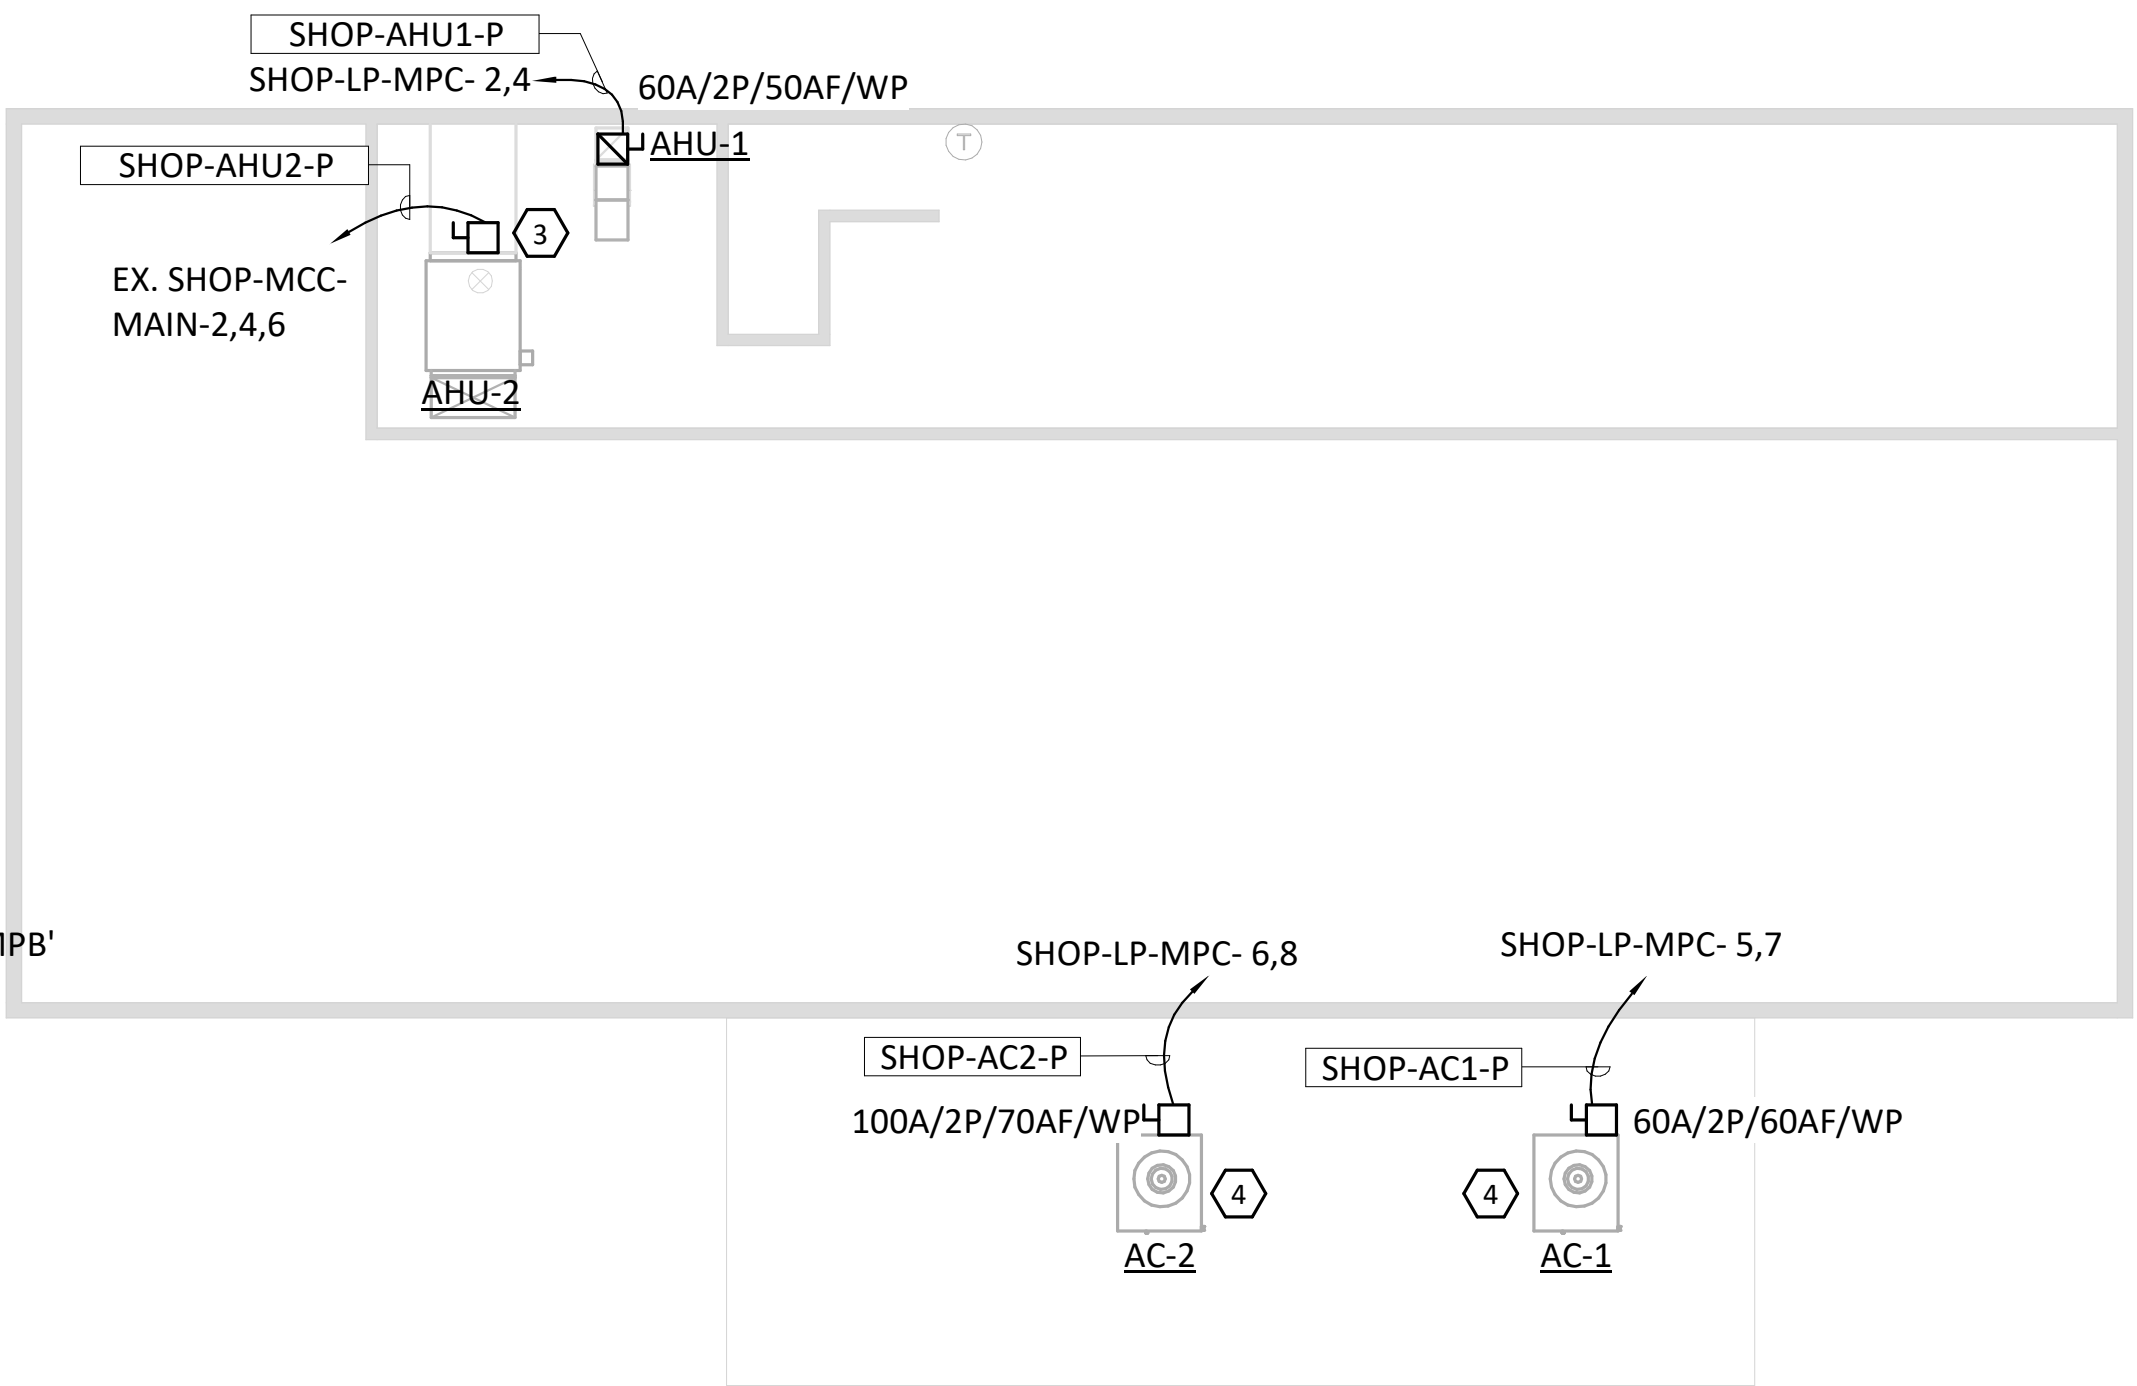 SHOP-AHU1-P
SHOP-LP-MPC- 2,4
60A/2P/50AF/WP
AHU-1
T
SHOP-AHU2-P
3
EX. SHOP-MCC-
MAIN-2,4,6
AHU-2
MPB'
SHOP-LP-MPC- 6,8
SHOP-LP-MPC- 5,7
SHOP-AC2-P
SHOP-AC1-P
100A/2P/70AF/WP
60A/2P/60AF/WP
4
4
AC-2
AC-1